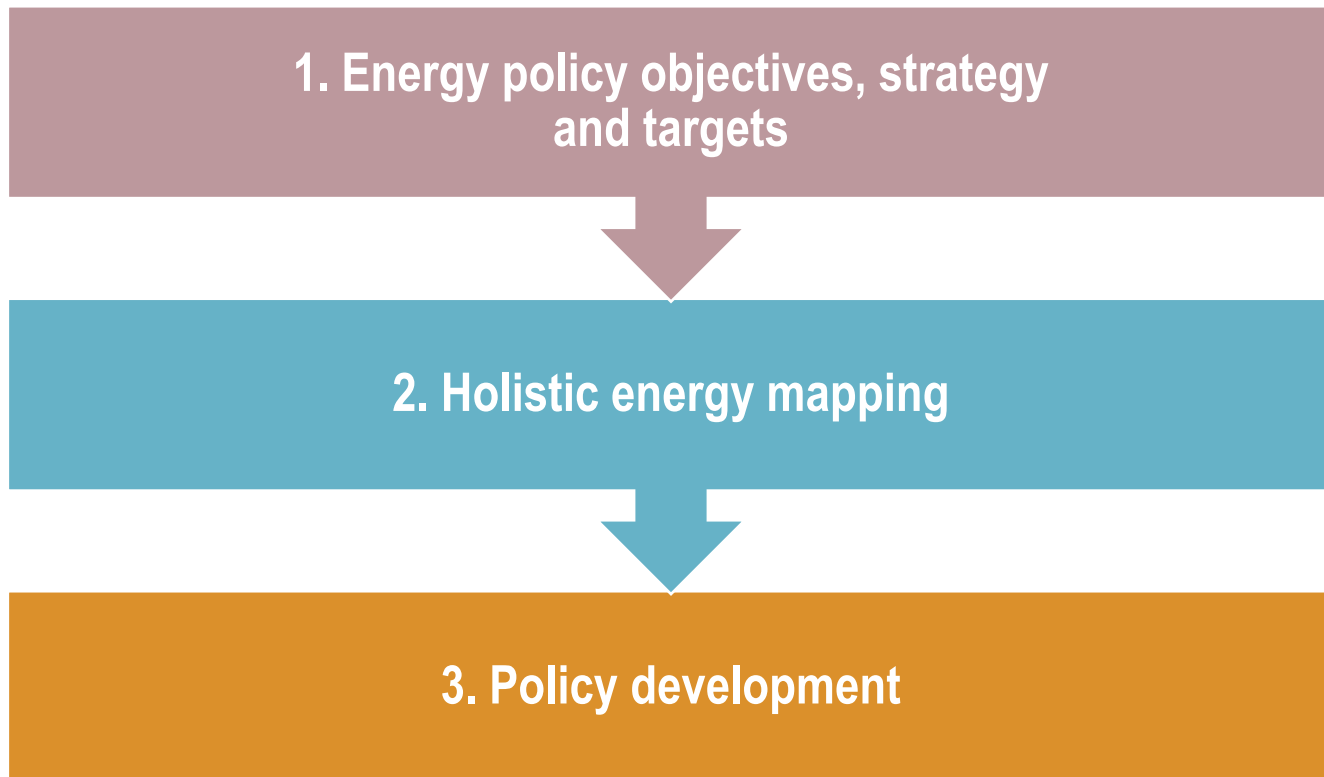 1. Energy policy objectives, strategy
and targets
2. Holistic energy mapping
3. Policy development